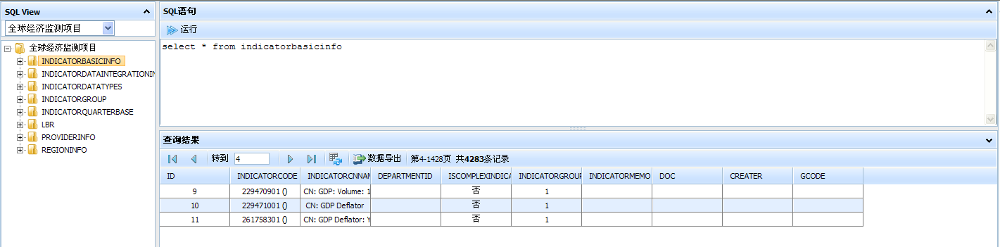 SQL View
全球经济监测项目
全球经济监测项目
INDICATORBASICINFO
INDICATORDATAINTEGRATIONIN
INDICATORDATATYPES
INDICATORGROUP
INDICATORQUARTERBASE
LBR
PROVIDERINFO
REGIONINFO
SQL语句
运行
select * from indicatorbasicinfo
查询结果
转到 4 数据导出 第4-1428页 共4283条记录
ID INDICATORCODE INDICATORCNNAM DEPARTMENTID ISCOMPLEXINDICA INDICATORGROUP INDICATORMEMO DOC CREATER GCODE
9 229470901 () CN: GDP: Volume: 1 否 1
10 229471001 () CN: GDP Deflator 否 1
11 261758301 () CN: GDP Deflator: Y 否 1